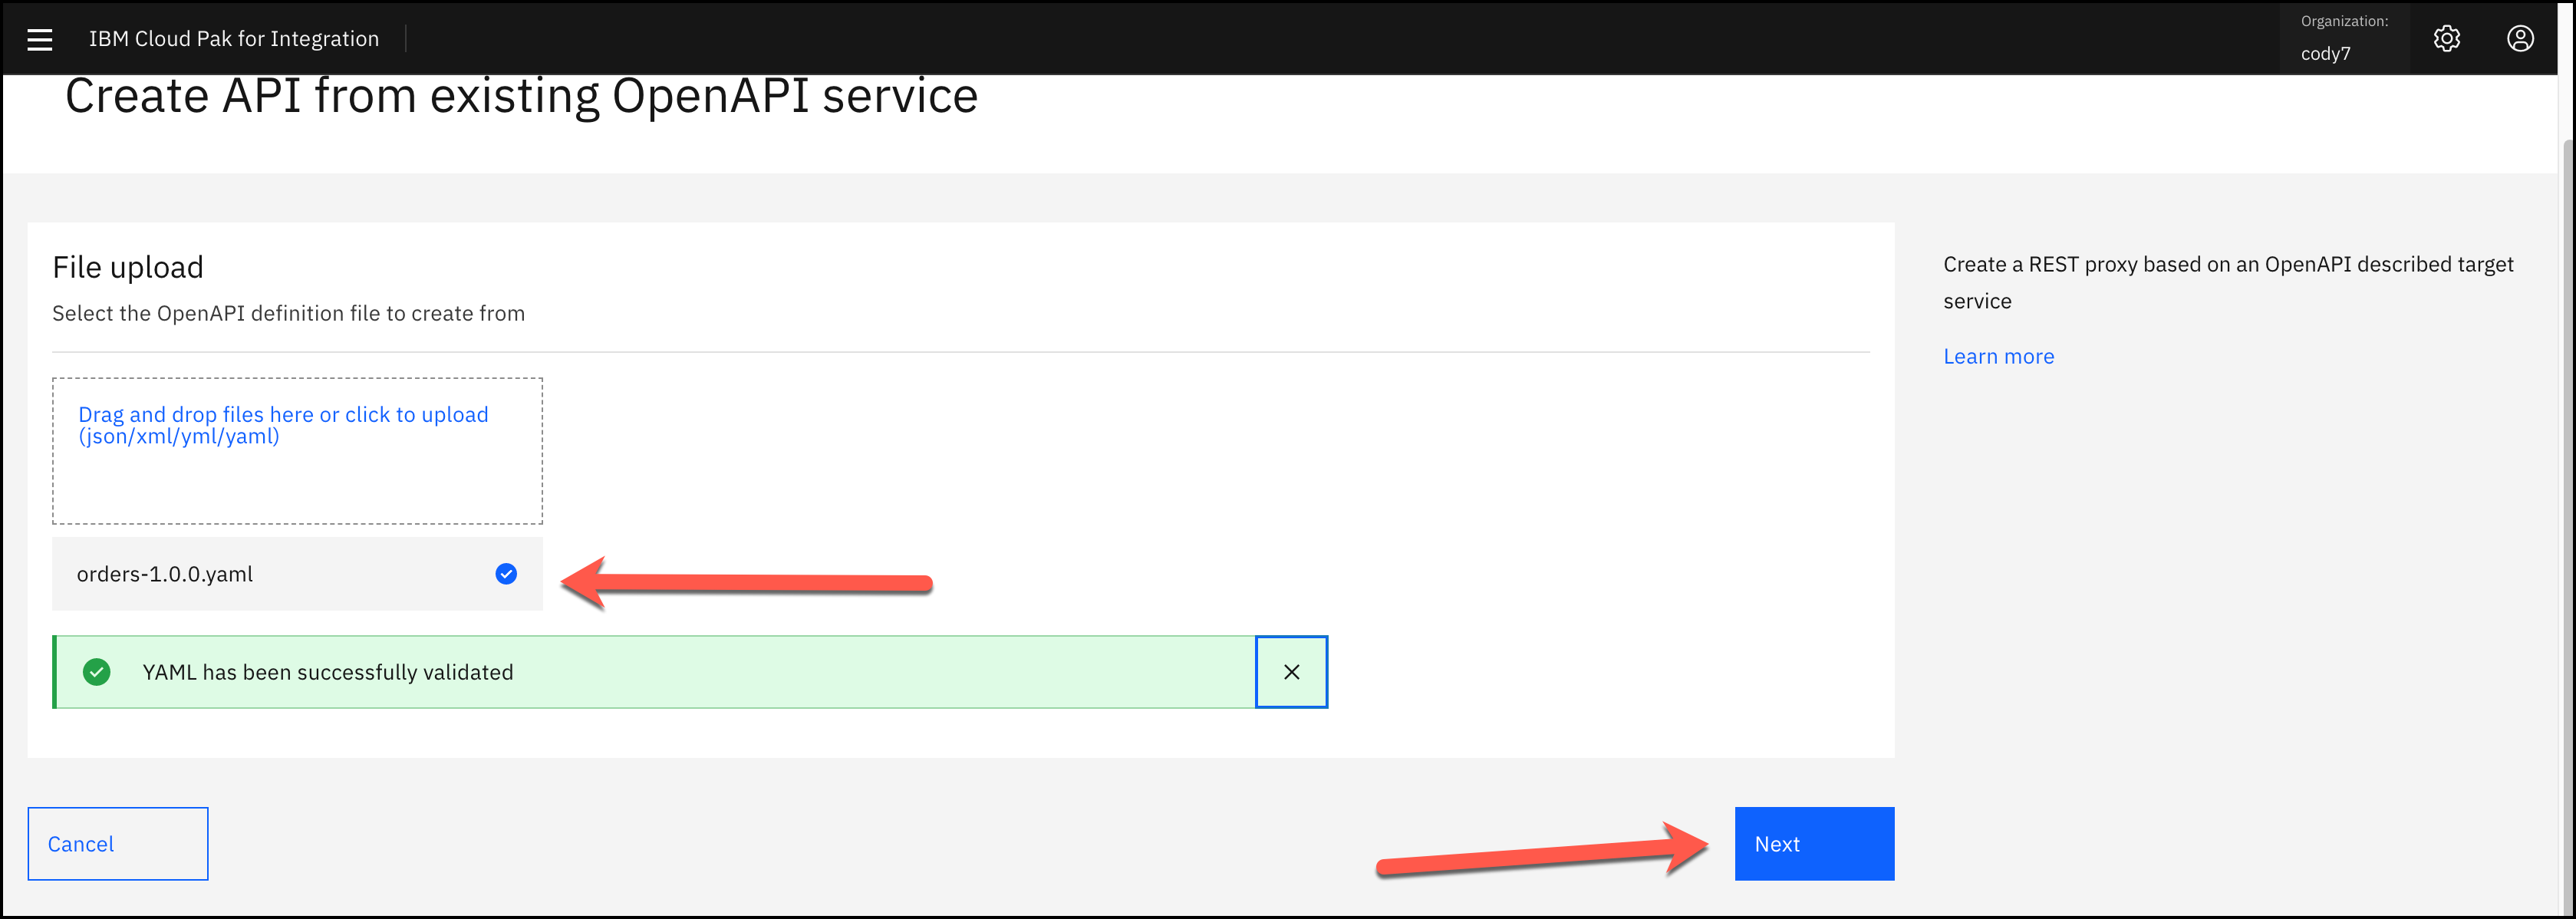 IBM Cloud Pak for Integration
Organization:
cody7
Create API from existing OpenAPI service
File upload
Select the OpenAPI definition file to create from
Drag and drop files here or click to upload
(json/xml/yml/yaml)
orders-1.0.0.yaml
YAML has been successfully validated
Cancel
Next
Create a REST proxy based on an OpenAPI described target
service
Learn more